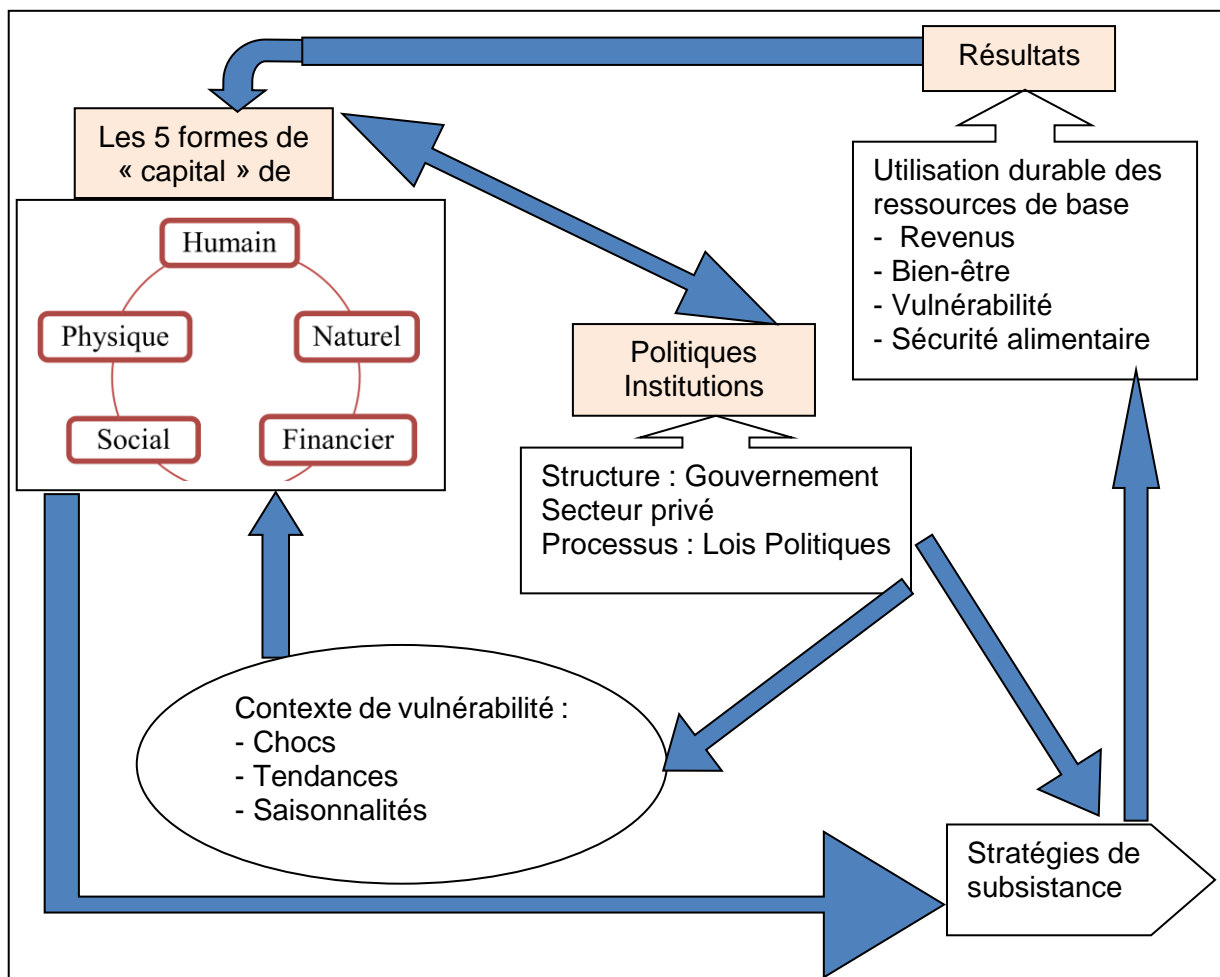 Résultats
Les 5 formes de
« capital » de
Utilisation durable des
ressources de base
- Revenus
- Bien-être
- Vulnérabilité
- Sécurité alimentaire
Humain
Physique
Naturel
Social
Financier
Politiques
Institutions
Structure : Gouvernement
Secteur privé
Processus : Lois Politiques
Contexte de vulnérabilité :
- Chocs
- Tendances
- Saisonnalités
Stratégies de
subsistance